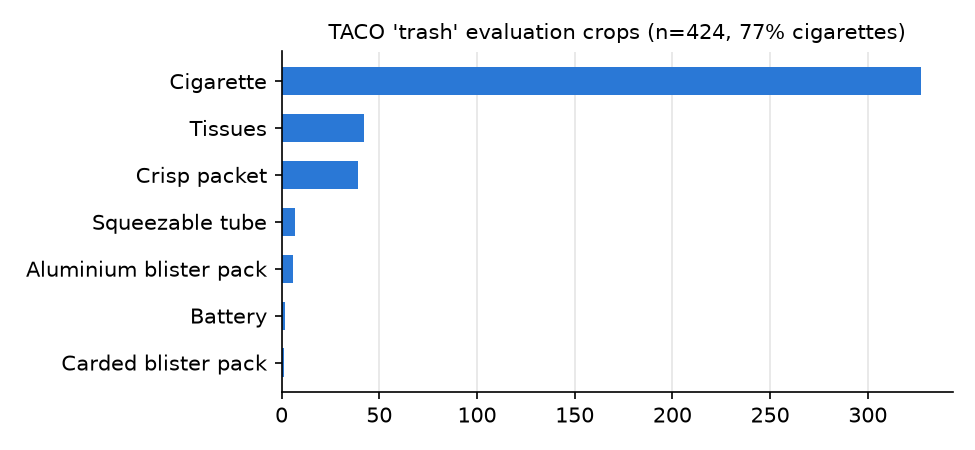 TACO 'trash' evaluation crops (n=424, 77% cigarettes)
Cigarette
Tissues
Crisp packet
Squeezable tube
Aluminium blister pack
Battery
Carded blister pack
0 50 100 150 200 250 300